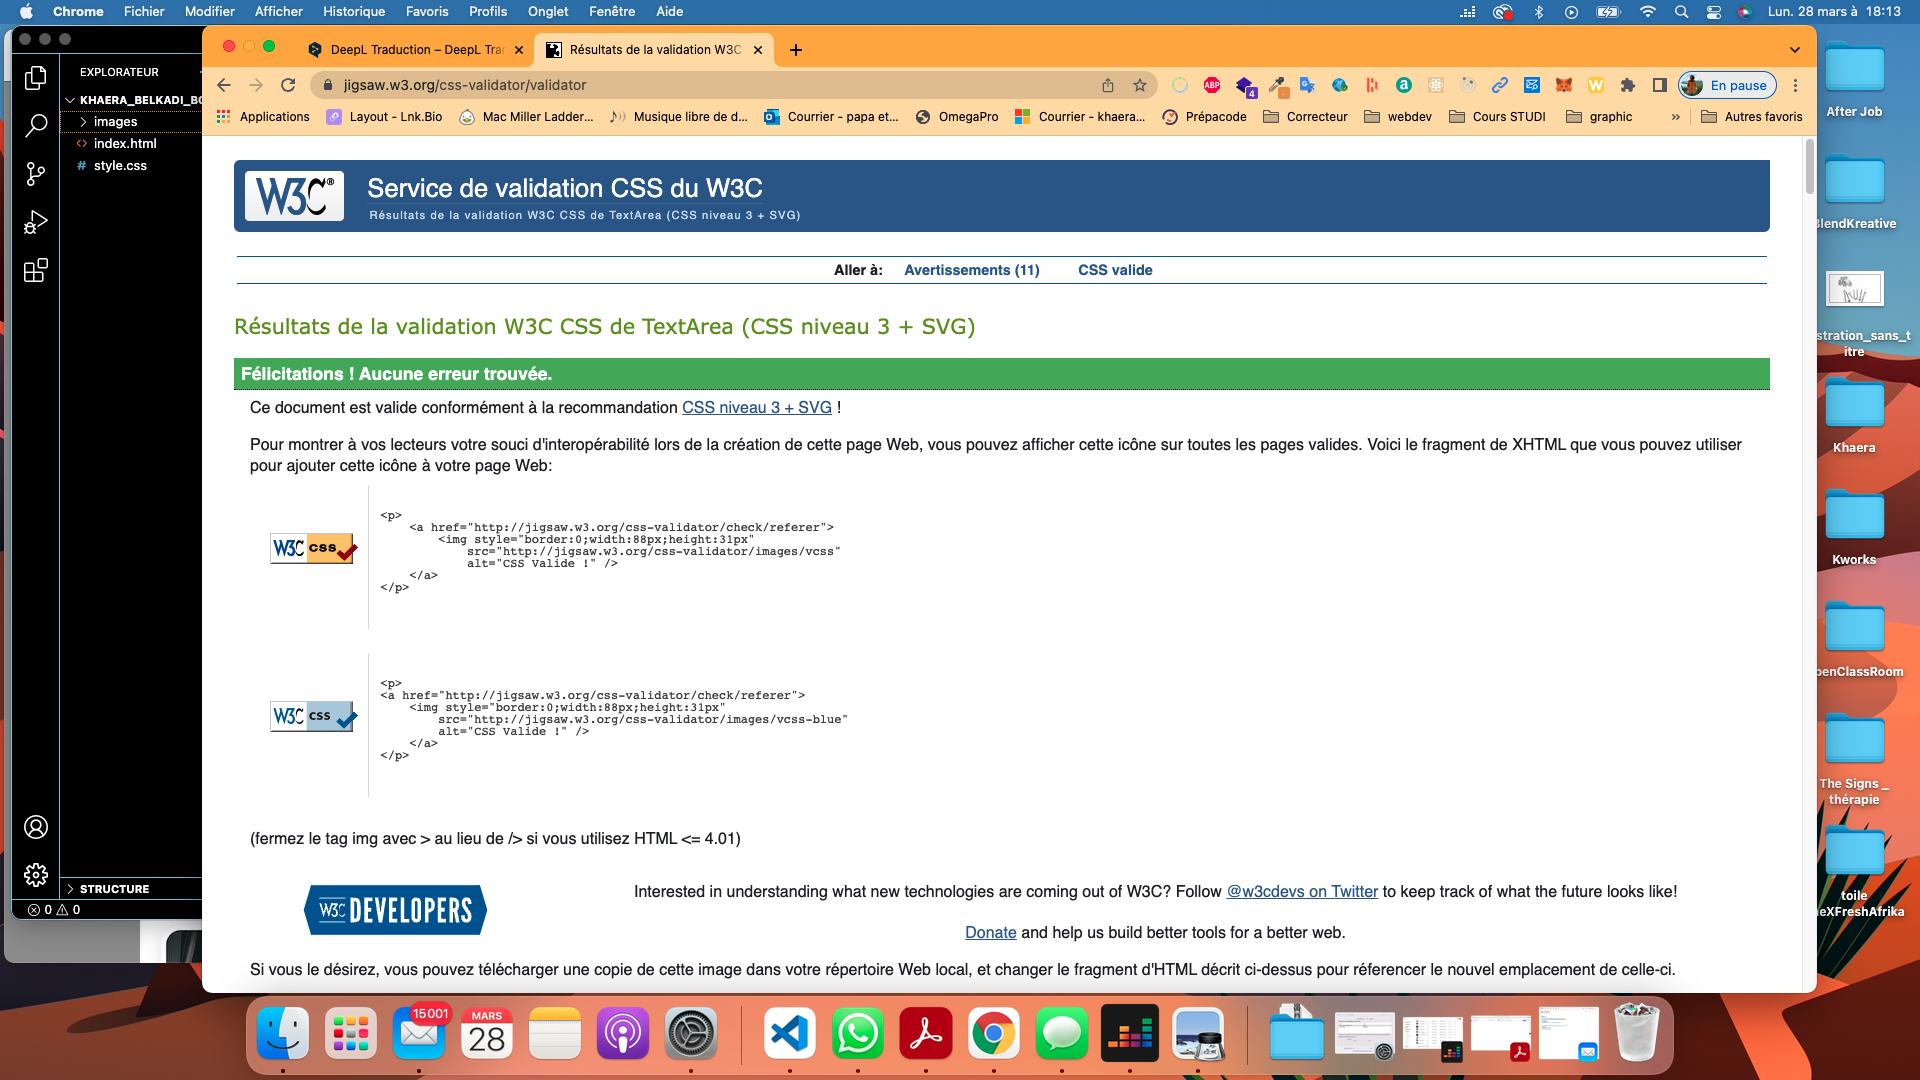 Chrome Fichier Modifier Afficher Historique Favoris Profils Onglet Fenêtre Aide
Lun. 28 mars à 18:13
DeepL Traduction – DeepL Tra
Résultats de la validation W3C
jigsaw.w3.org/css-validator/validator
ABP
4
En pause
Applications
Layout - Lnk.Bio
Mac Miller Ladder...
Musique libre de d...
Courrier - papa et...
OmegaPro
Courrier - khaera...
Prépacode
Correcteur
webdev
Cours STUDI
graphic
»
Autres favoris
EXPLORATEUR
KHAERA_BELKADI_BO
images
index.html
# style.css
STRUCTURE
0 0
W3C®
Service de validation CSS du W3C
Résultats de la validation W3C CSS de TextArea (CSS niveau 3 + SVG)
Aller à: Avertissements (11) CSS valide
Résultats de la validation W3C CSS de TextArea (CSS niveau 3 + SVG)
Félicitations ! Aucune erreur trouvée.
Ce document est valide conformément à la recommandation CSS niveau 3 + SVG !
Pour montrer à vos lecteurs votre souci d'interopérabilité lors de la création de cette page Web, vous pouvez afficher cette icône sur toutes les pages valides. Voici le fragment de XHTML que vous pouvez utiliser
pour ajouter cette icône à votre page Web:
W3C css
<p>
<a href="http://jigsaw.w3.org/css-validator/check/referer">
<img style="border:0;width:88px;height:31px"
src="http://jigsaw.w3.org/css-validator/images/vcss"
alt="CSS Valide !" />
</a>
</p>
W3C css
<p>
<a href="http://jigsaw.w3.org/css-validator/check/referer">
<img style="border:0;width:88px;height:31px"
src="http://jigsaw.w3.org/css-validator/images/vcss-blue"
alt="CSS Valide !" />
</a>
</p>
(fermez le tag img avec > au lieu de /> si vous utilisez HTML <= 4.01)
W3C DEVELOPERS
Interested in understanding what new technologies are coming out of W3C? Follow @w3cdevs on Twitter to keep track of what the future looks like!
Donate and help us build better tools for a better web.
Si vous le désirez, vous pouvez télécharger une copie de cette image dans votre répertoire Web local, et changer le fragment d'HTML décrit ci-dessus pour réferencer le nouvel emplacement de celle-ci.
After Job
BlendKreative
stration_sans_t
itre
Khaera
Kworks
penClassRoom
The Signs _
thérapie
toile
eXFreshAfrika
15 001
MARS
28